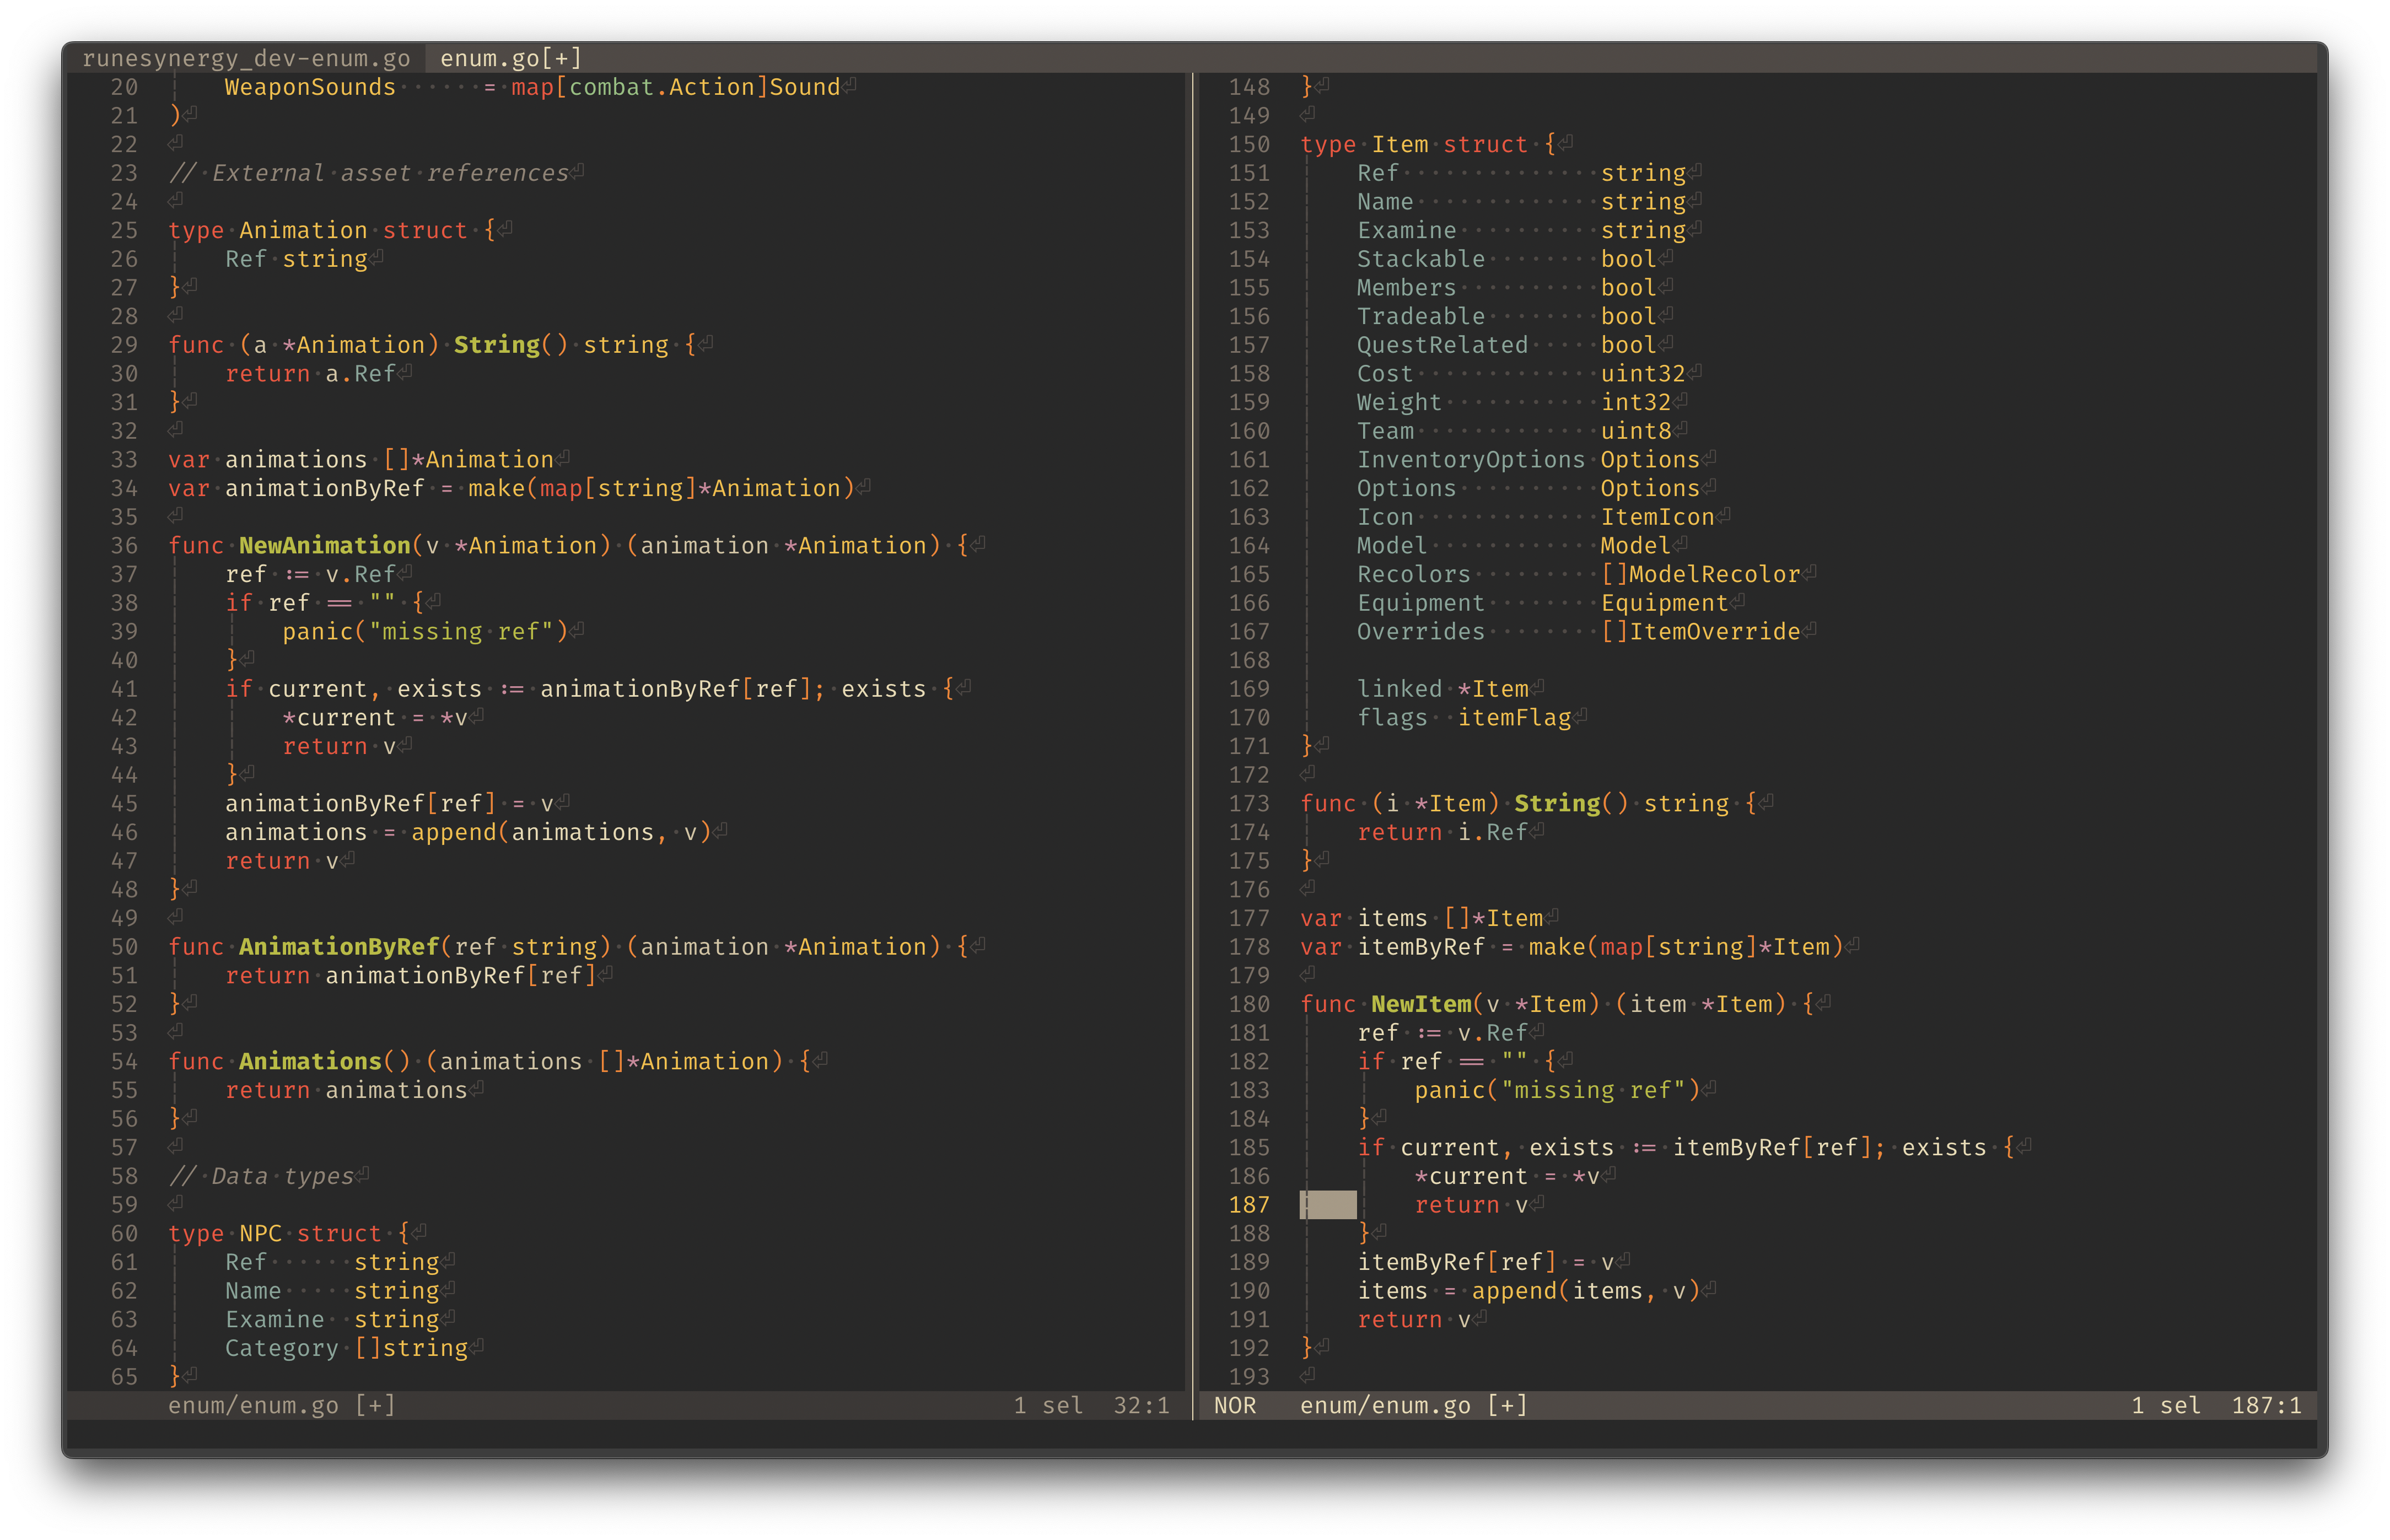 runesynergy_dev-enum.go enum.go[+]
20 WeaponSounds = map[combat.Action]Sound
21 )
22
23 // External asset references
24
25 type Animation struct {
26 Ref string
27 }
28
29 func (a *Animation) String() string {
30 return a.Ref
31 }
32
33 var animations []*Animation
34 var animationByRef = make(map[string]*Animation)
35
36 func NewAnimation(v *Animation) (animation *Animation) {
37 ref := v.Ref
38 if ref == "" {
39 panic("missing ref")
40 }
41 if current, exists := animationByRef[ref]; exists {
42 *current = *v
43 return v
44 }
45 animationByRef[ref] = v
46 animations = append(animations, v)
47 return v
48 }
49
50 func AnimationByRef(ref string) (animation *Animation) {
51 return animationByRef[ref]
52 }
53
54 func Animations() (animations []*Animation) {
55 return animations
56 }
57
58 // Data types
59
60 type NPC struct {
61 Ref string
62 Name string
63 Examine string
64 Category []string
65 }
enum/enum.go [+] 1 sel 32:1
148 }
149
150 type Item struct {
151 Ref string
152 Name string
153 Examine string
154 Stackable bool
155 Members bool
156 Tradeable bool
157 QuestRelated bool
158 Cost uint32
159 Weight int32
160 Team uint8
161 InventoryOptions Options
162 Options Options
163 Icon ItemIcon
164 Model Model
165 Recolors []ModelRecolor
166 Equipment Equipment
167 Overrides []ItemOverride
168
169 linked *Item
170 flags itemFlag
171 }
172
173 func (i *Item) String() string {
174 return i.Ref
175 }
176
177 var items []*Item
178 var itemByRef = make(map[string]*Item)
179
180 func NewItem(v *Item) (item *Item) {
181 ref := v.Ref
182 if ref == "" {
183 panic("missing ref")
184 }
185 if current, exists := itemByRef[ref]; exists {
186 *current = *v
187 return v
188 }
189 itemByRef[ref] = v
190 items = append(items, v)
191 return v
192 }
193
NOR enum/enum.go [+] 1 sel 187:1